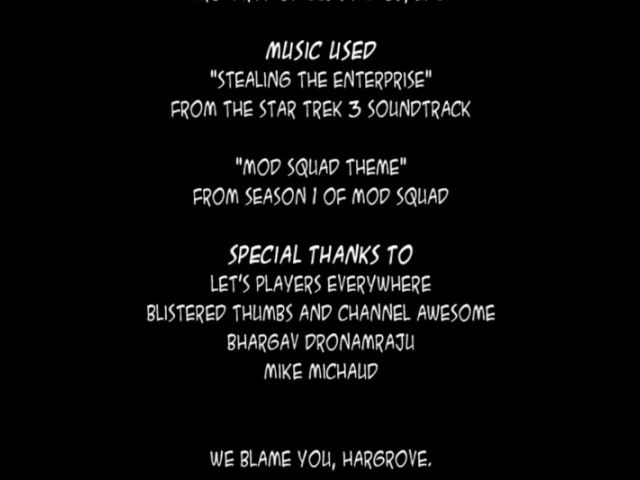 MUSIC USED
"STEALING THE ENTERPRISE"
FROM THE STAR TREK 3 SOUNDTRACK
"MOD SQUAD THEME"
FROM SEASON 1 OF MOD SQUAD
SPECIAL THANKS TO
LET'S PLAYERS EVERYWHERE
BLISTERED THUMBS AND CHANNEL AWESOME
BHARGAV DRONAMRAJU
MIKE MICHAUD
WE BLAME YOU, HARGROVE.